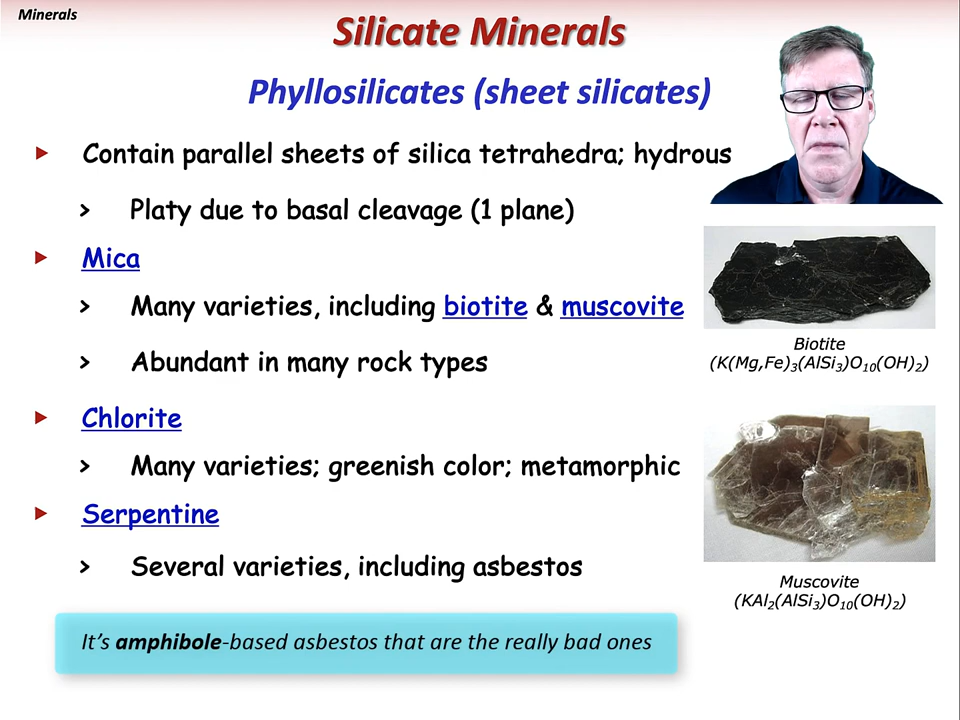 Minerals
Silicate Minerals
Phyllosilicates (sheet silicates)
► Contain parallel sheets of silica tetrahedra; hydrous
> Platy due to basal cleavage (1 plane)
► Mica
> Many varieties, including biotite & muscovite
> Abundant in many rock types
► Chlorite
> Many varieties; greenish color; metamorphic
► Serpentine
> Several varieties, including asbestos
It's amphibole-based asbestos that are the really bad ones
Biotite
(K(Mg,Fe)₃(AlSi₃)O₁₀(OH)₂)
Muscovite
(KAl₂(AlSi₃)O₁₀(OH)₂)